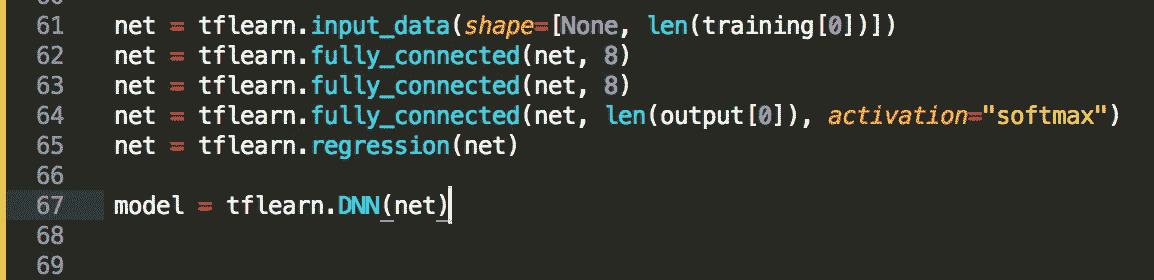 61 net = tflearn.input_data(shape=[None, len(training[0])])
62 net = tflearn.fully_connected(net, 8)
63 net = tflearn.fully_connected(net, 8)
64 net = tflearn.fully_connected(net, len(output[0]), activation="softmax")
65 net = tflearn.regression(net)
66
67 model = tflearn.DNN(net)
68
69